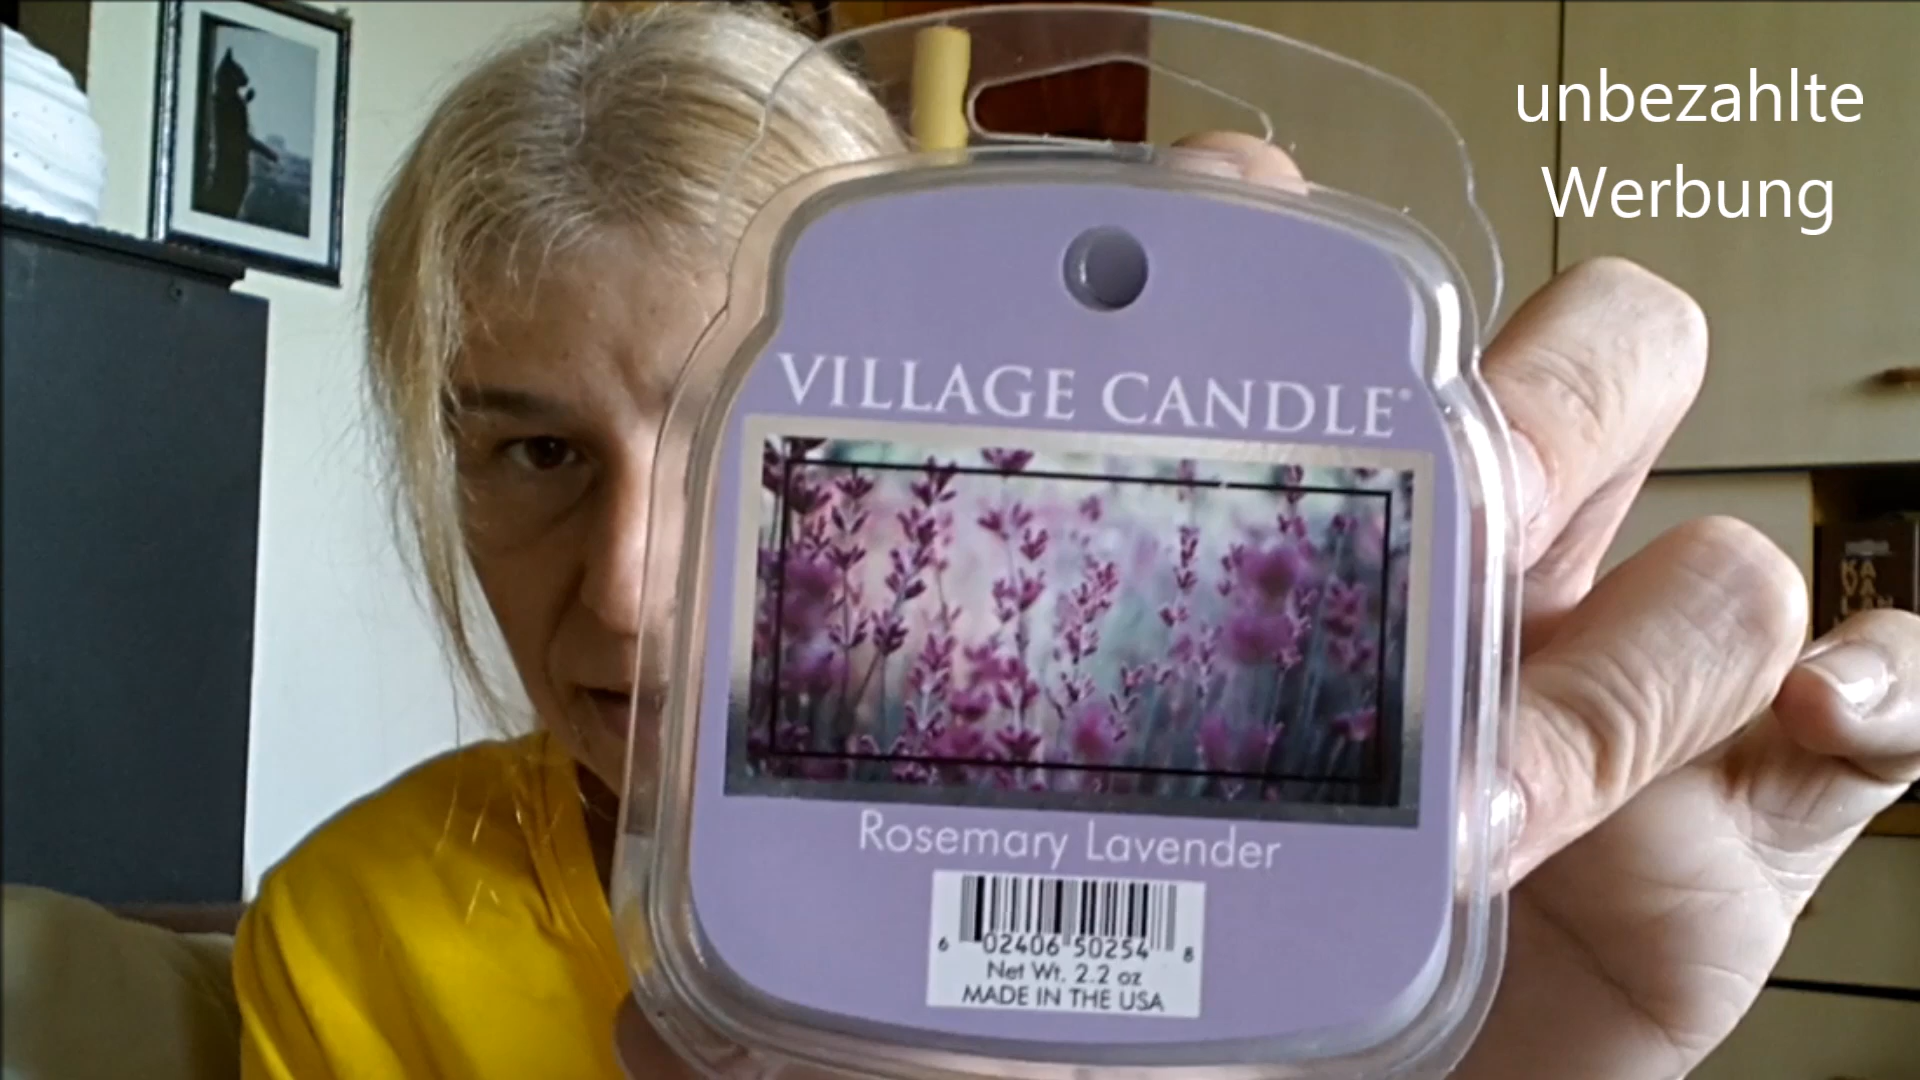 unbezahlte
Werbung
VILLAGE CANDLE®
Rosemary Lavender
6 02406 50254 8
Net Wt. 2.2 oz
MADE IN THE USA